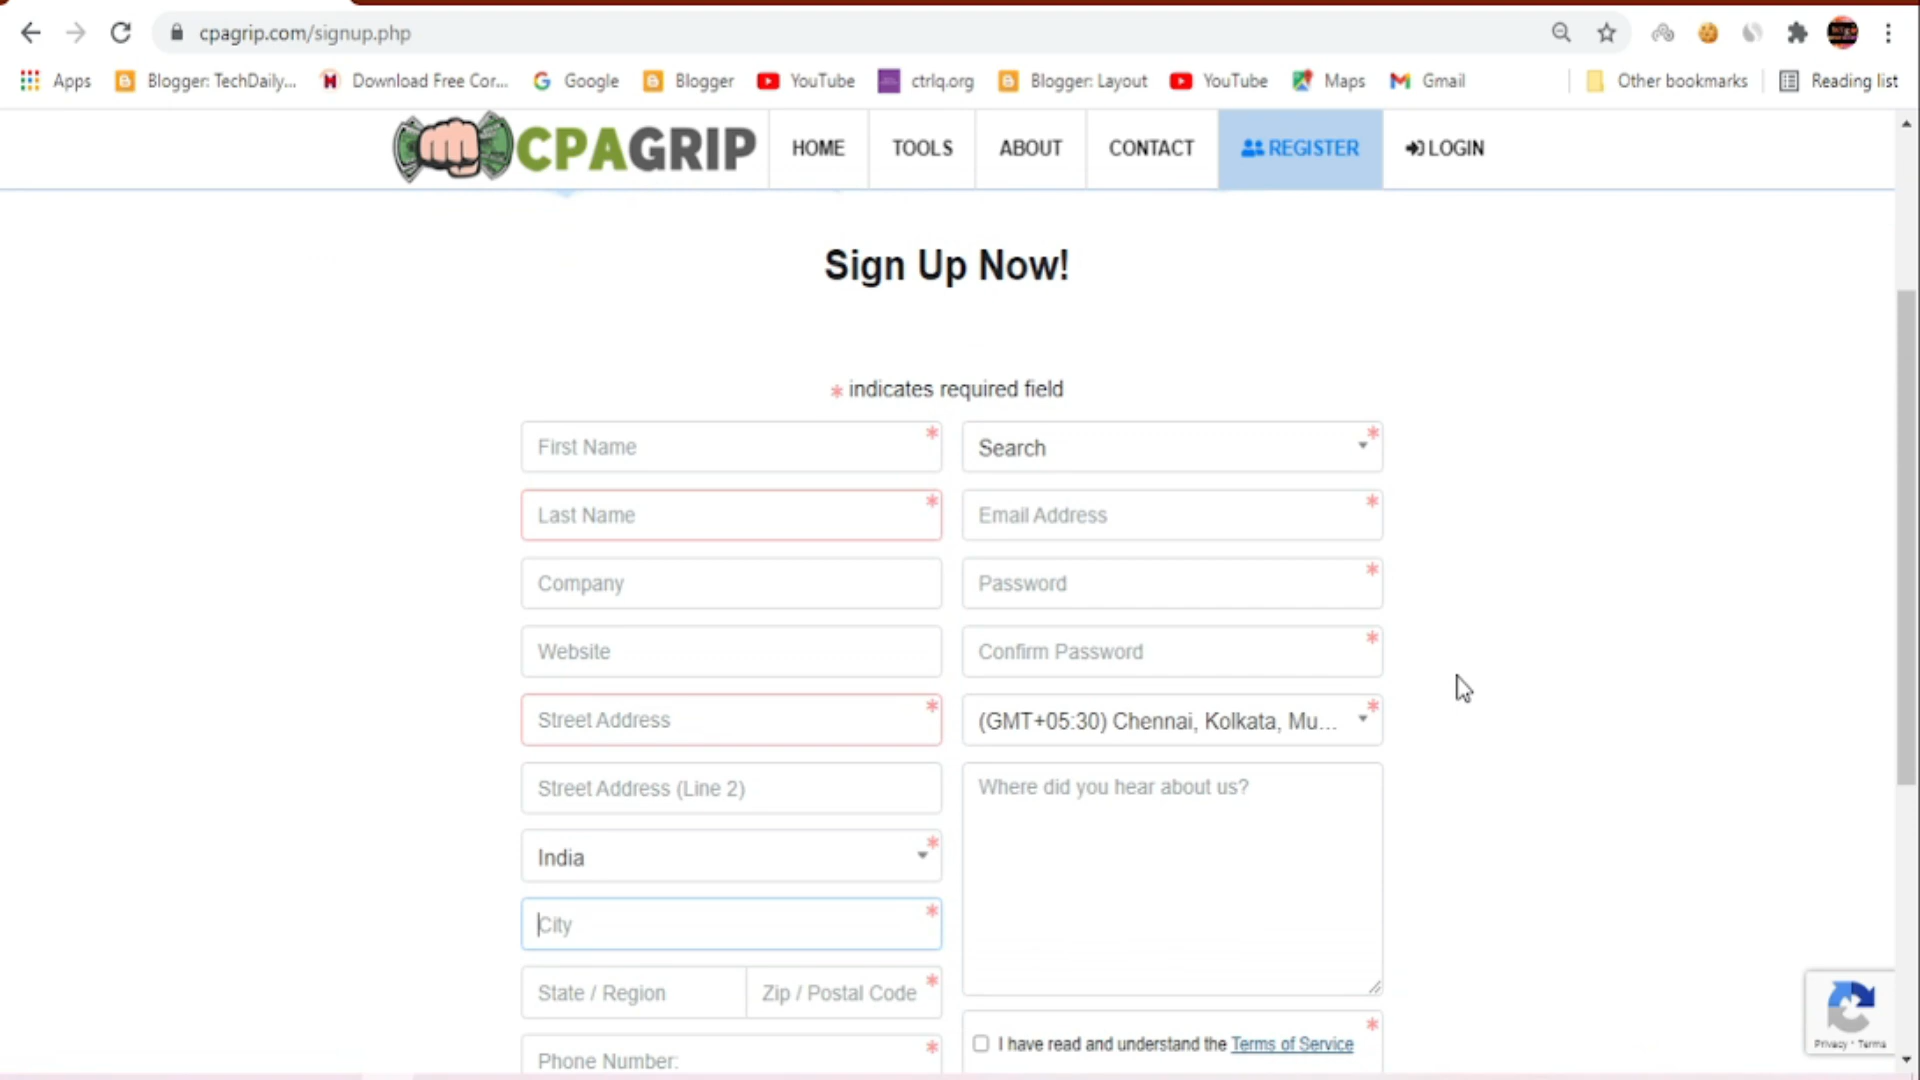 cpagrip.com/signup.php
Apps Blogger: TechDaily... Download Free Cor... Google Blogger YouTube ctrlq.org Blogger: Layout YouTube Maps Gmail Other bookmarks Reading list
CPAGRIP HOME TOOLS ABOUT CONTACT REGISTER LOGIN
Sign Up Now!
* indicates required field
First Name *
Search *
Last Name *
Email Address *
Company
Password *
Website
Confirm Password *
Street Address *
(GMT+05:30) Chennai, Kolkata, Mu... *
Street Address (Line 2)
Where did you hear about us?
India *
City *
State / Region Zip / Postal Code *
I have read and understand the Terms of Service *
Phone Number: *
Privacy - Terms